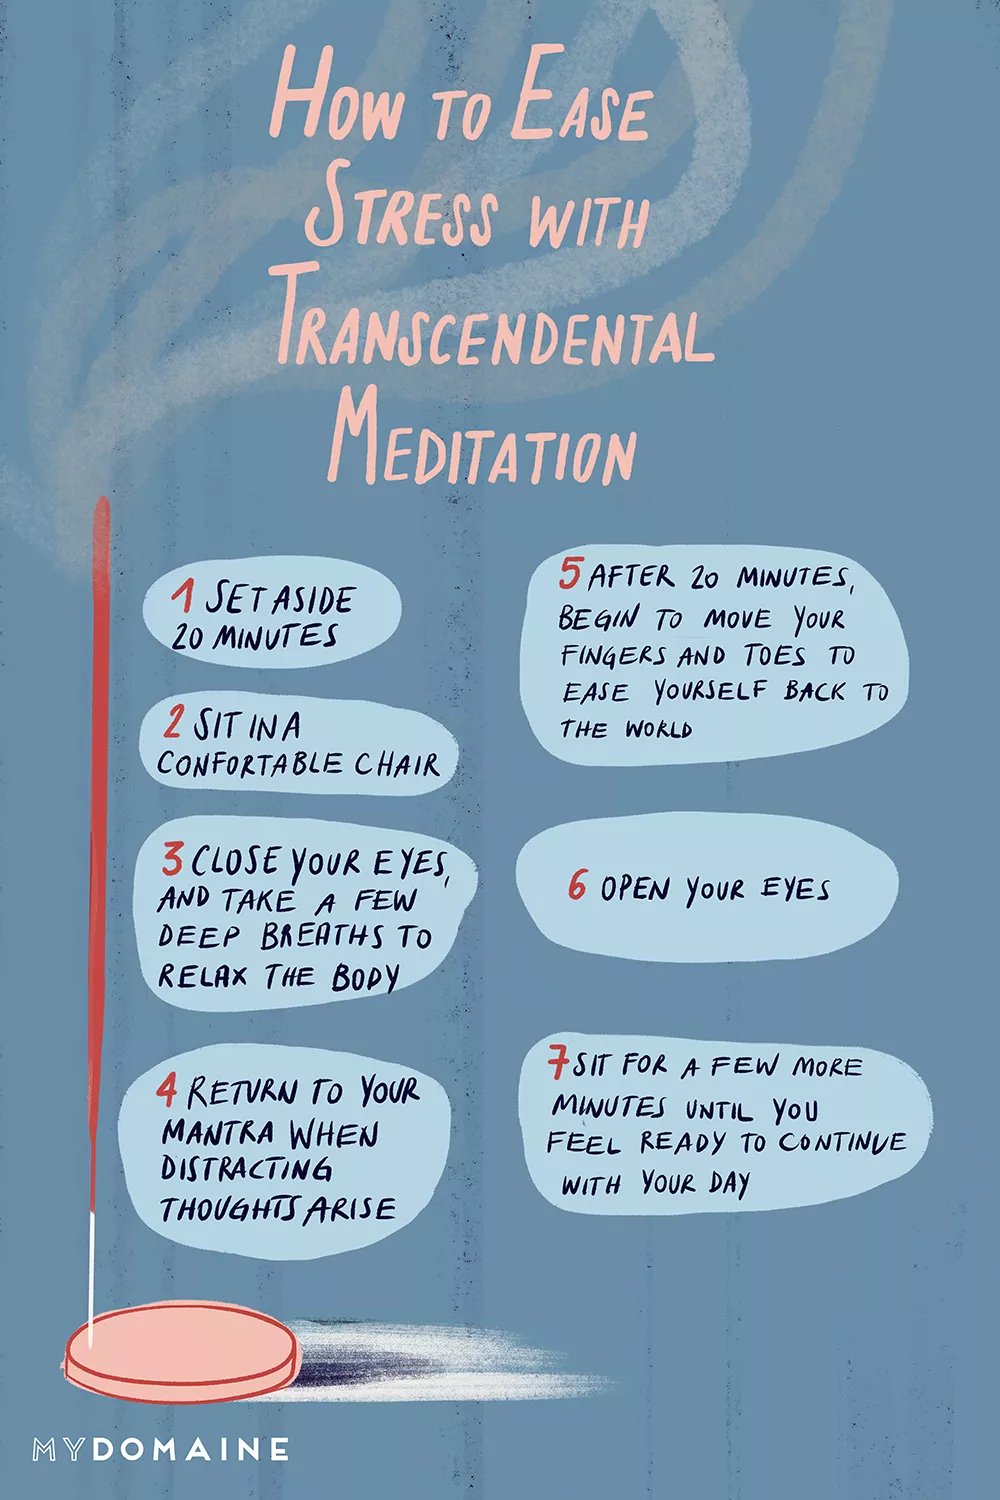 HOW TO EASE
STRESS WITH
TRANSCENDENTAL
MEDITATION
1 SET ASIDE
20 MINUTES
2 SIT IN A
CONFORTABLE CHAIR
3 CLOSE YOUR EYES,
AND TAKE A FEW
DEEP BREATHS TO
RELAX THE BODY
4 RETURN TO YOUR
MANTRA WHEN
DISTRACTING
THOUGHTS ARISE
5 AFTER 20 MINUTES,
BEGIN TO MOVE YOUR
FINGERS AND TOES TO
EASE YOURSELF BACK TO
THE WORLD
6 OPEN YOUR EYES
7 SIT FOR A FEW MORE
MINUTES UNTIL YOU
FEEL READY TO CONTINUE
WITH YOUR DAY
MYDOMAINE